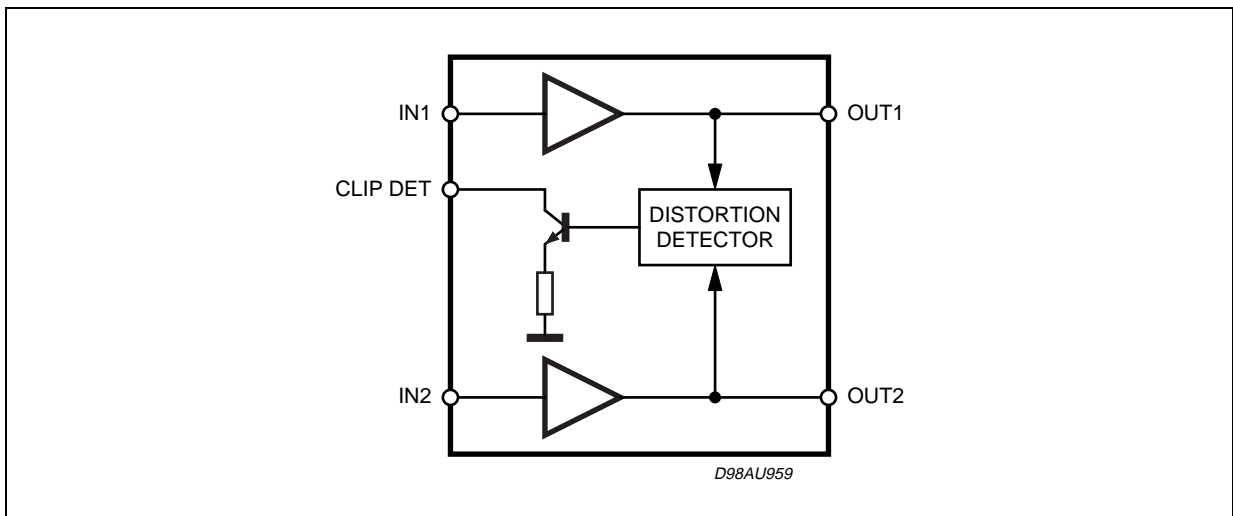 IN1
OUT1
CLIP DET
DISTORTION
DETECTOR
IN2
OUT2
D98AU959